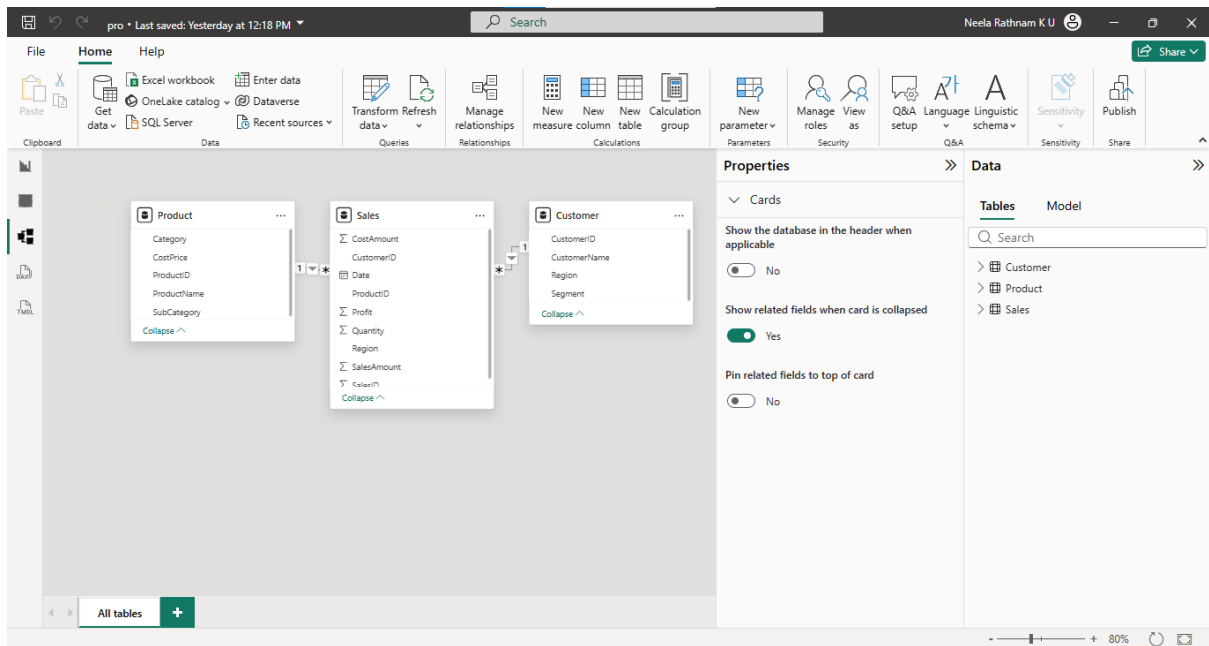 pro • Last saved: Yesterday at 12:18 PM
Search
Neela Rathnam K U
File
Home
Help
Share
Paste
Get data
Excel workbook
OneLake catalog
SQL Server
Enter data
Dataverse
Recent sources
Transform data
Refresh
Manage relationships
New measure
New column
New table
Calculation group
New parameter
Manage roles
View as
Q&A setup
Language
Linguistic schema
Sensitivity
Publish
Clipboard
Data
Queries
Relationships
Calculations
Parameters
Security
Q&A
Sensitivity
Share
DAX
TMDL
Product
Category
CostPrice
ProductID
ProductName
SubCategory
Collapse
1
*
Sales
∑ CostAmount
CustomerID
Date
ProductID
∑ Profit
∑ Quantity
Region
∑ SalesAmount
∑ SalesID
Collapse
*
1
Customer
CustomerID
CustomerName
Region
Segment
Collapse
Properties
Cards
Show the database in the header when
applicable
No
Show related fields when card is collapsed
Yes
Pin related fields to top of card
No
Data
Tables
Model
Search
Customer
Product
Sales
All tables
+
- + 80%